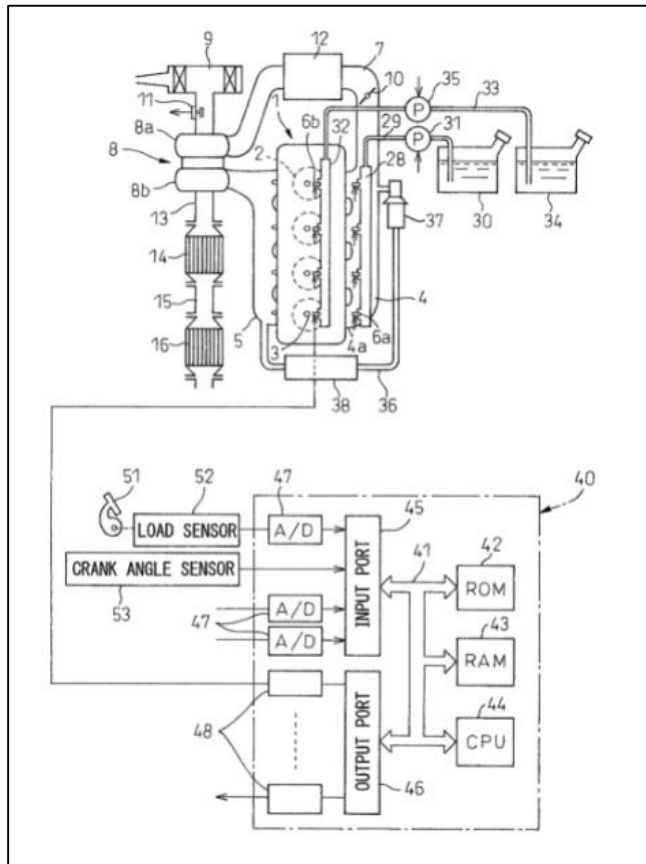 9
12
7
10
11
1
35
33
8a
6b
32
29
31
P
P
8
2
28
8b
13
30
34
37
14
15
5
4
16
3
4a
6a
38
36
51
52
47
45
40
LOAD SENSOR
A/D
41
42
CRANK ANGLE SENSOR
INPUT PORT
ROM
53
47
A/D
43
A/D
RAM
44
48
OUTPUT PORT
CPU
46